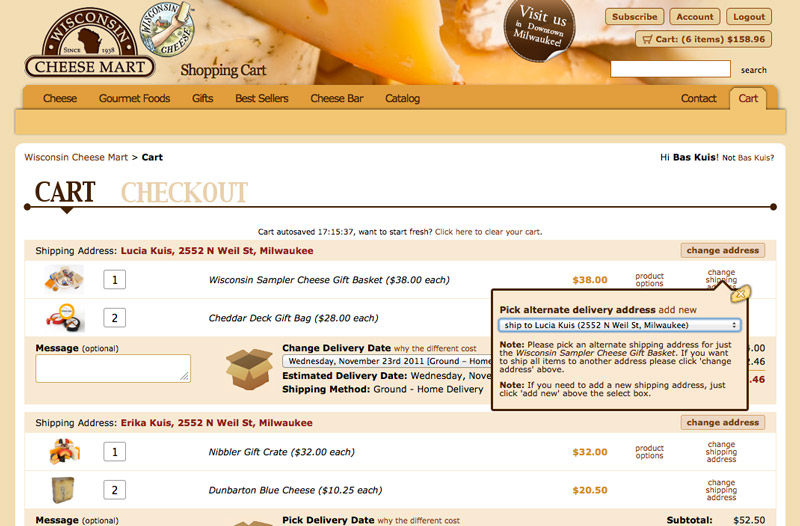 WISCONSIN
SINCE 1938
CHEESE MART
WISCONSIN
CHEESE
Shopping Cart
Visit us
in Downtown
Milwaukee!
Subscribe Account Logout
Cart: (6 items) $158.96
search
Cheese Gourmet Foods Gifts Best Sellers Cheese Bar Catalog Contact Cart
Wisconsin Cheese Mart > Cart
Hi Bas Kuis! Not Bas Kuis?
CART CHECKOUT
Cart autosaved 17:15:37, want to start fresh? Click here to clear your cart.
Shipping Address: Lucia Kuis, 2552 N Weil St, Milwaukee change address
1 Wisconsin Sampler Cheese Gift Basket ($38.00 each) $38.00
product
options
change
shipping
2 Cheddar Deck Gift Bag ($28.00 each)
Pick alternate delivery address add new
ship to Lucia Kuis (2552 N Weil St, Milwaukee)
Note: Please pick an alternate shipping address for just
the Wisconsin Sampler Cheese Gift Basket. If you want
to ship all items to another address please click 'change
address' above.
Note: If you need to add a new shipping address, just
click 'add new' above the select box.
Message (optional)
Change Delivery Date why the different cost
Wednesday, November 23rd 2011 [Ground - Home
Estimated Delivery Date: Wednesday, Nove
Shipping Method: Ground - Home Delivery
.00
.46
.46
Shipping Address: Erika Kuis, 2552 N Weil St, Milwaukee change address
1 Nibbler Gift Crate ($32.00 each) $32.00
product
options
change
shipping
address
2 Dunbarton Blue Cheese ($10.25 each) $20.50
change
shipping
address
Message (optional)
Pick Delivery Date why the different cost
Subtotal: $52.50